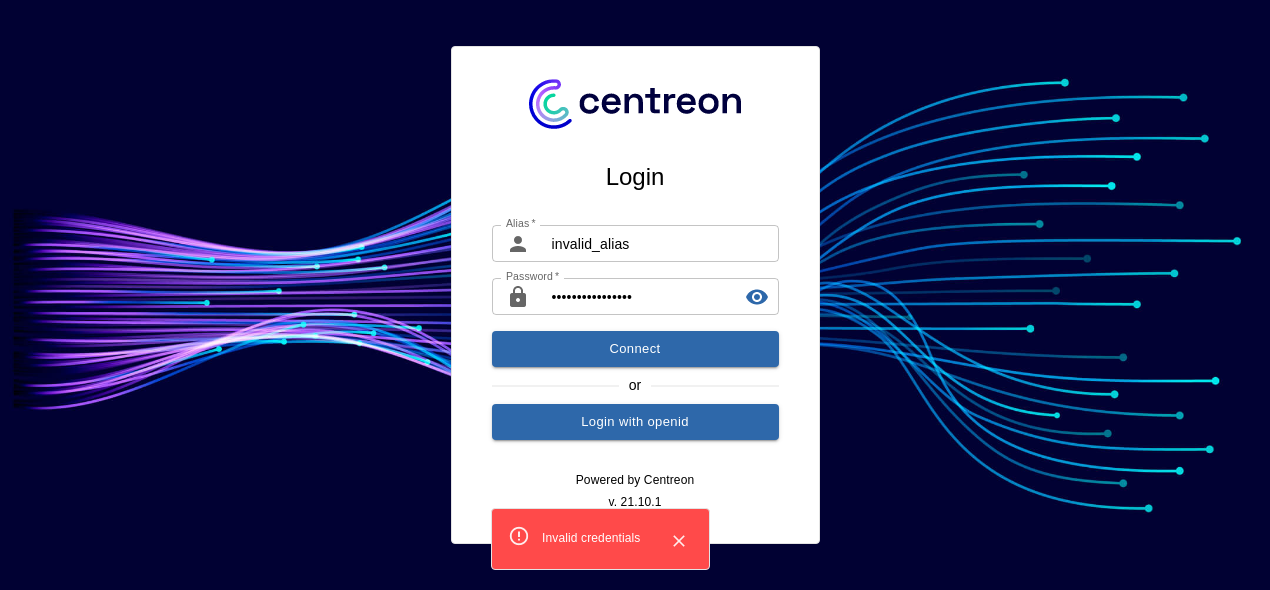 centreon
Login
Alias *
invalid_alias
Password *
••••••••••••••••
Connect
or
Login with openid
Powered by Centreon
v. 21.10.1
Invalid credentials